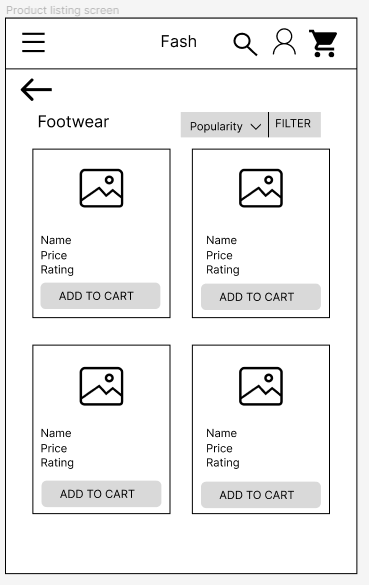 Product listing screen
Fash
Footwear
Popularity
FILTER
Name
Price
Rating
ADD TO CART
Name
Price
Rating
ADD TO CART
Name
Price
Rating
ADD TO CART
Name
Price
Rating
ADD TO CART